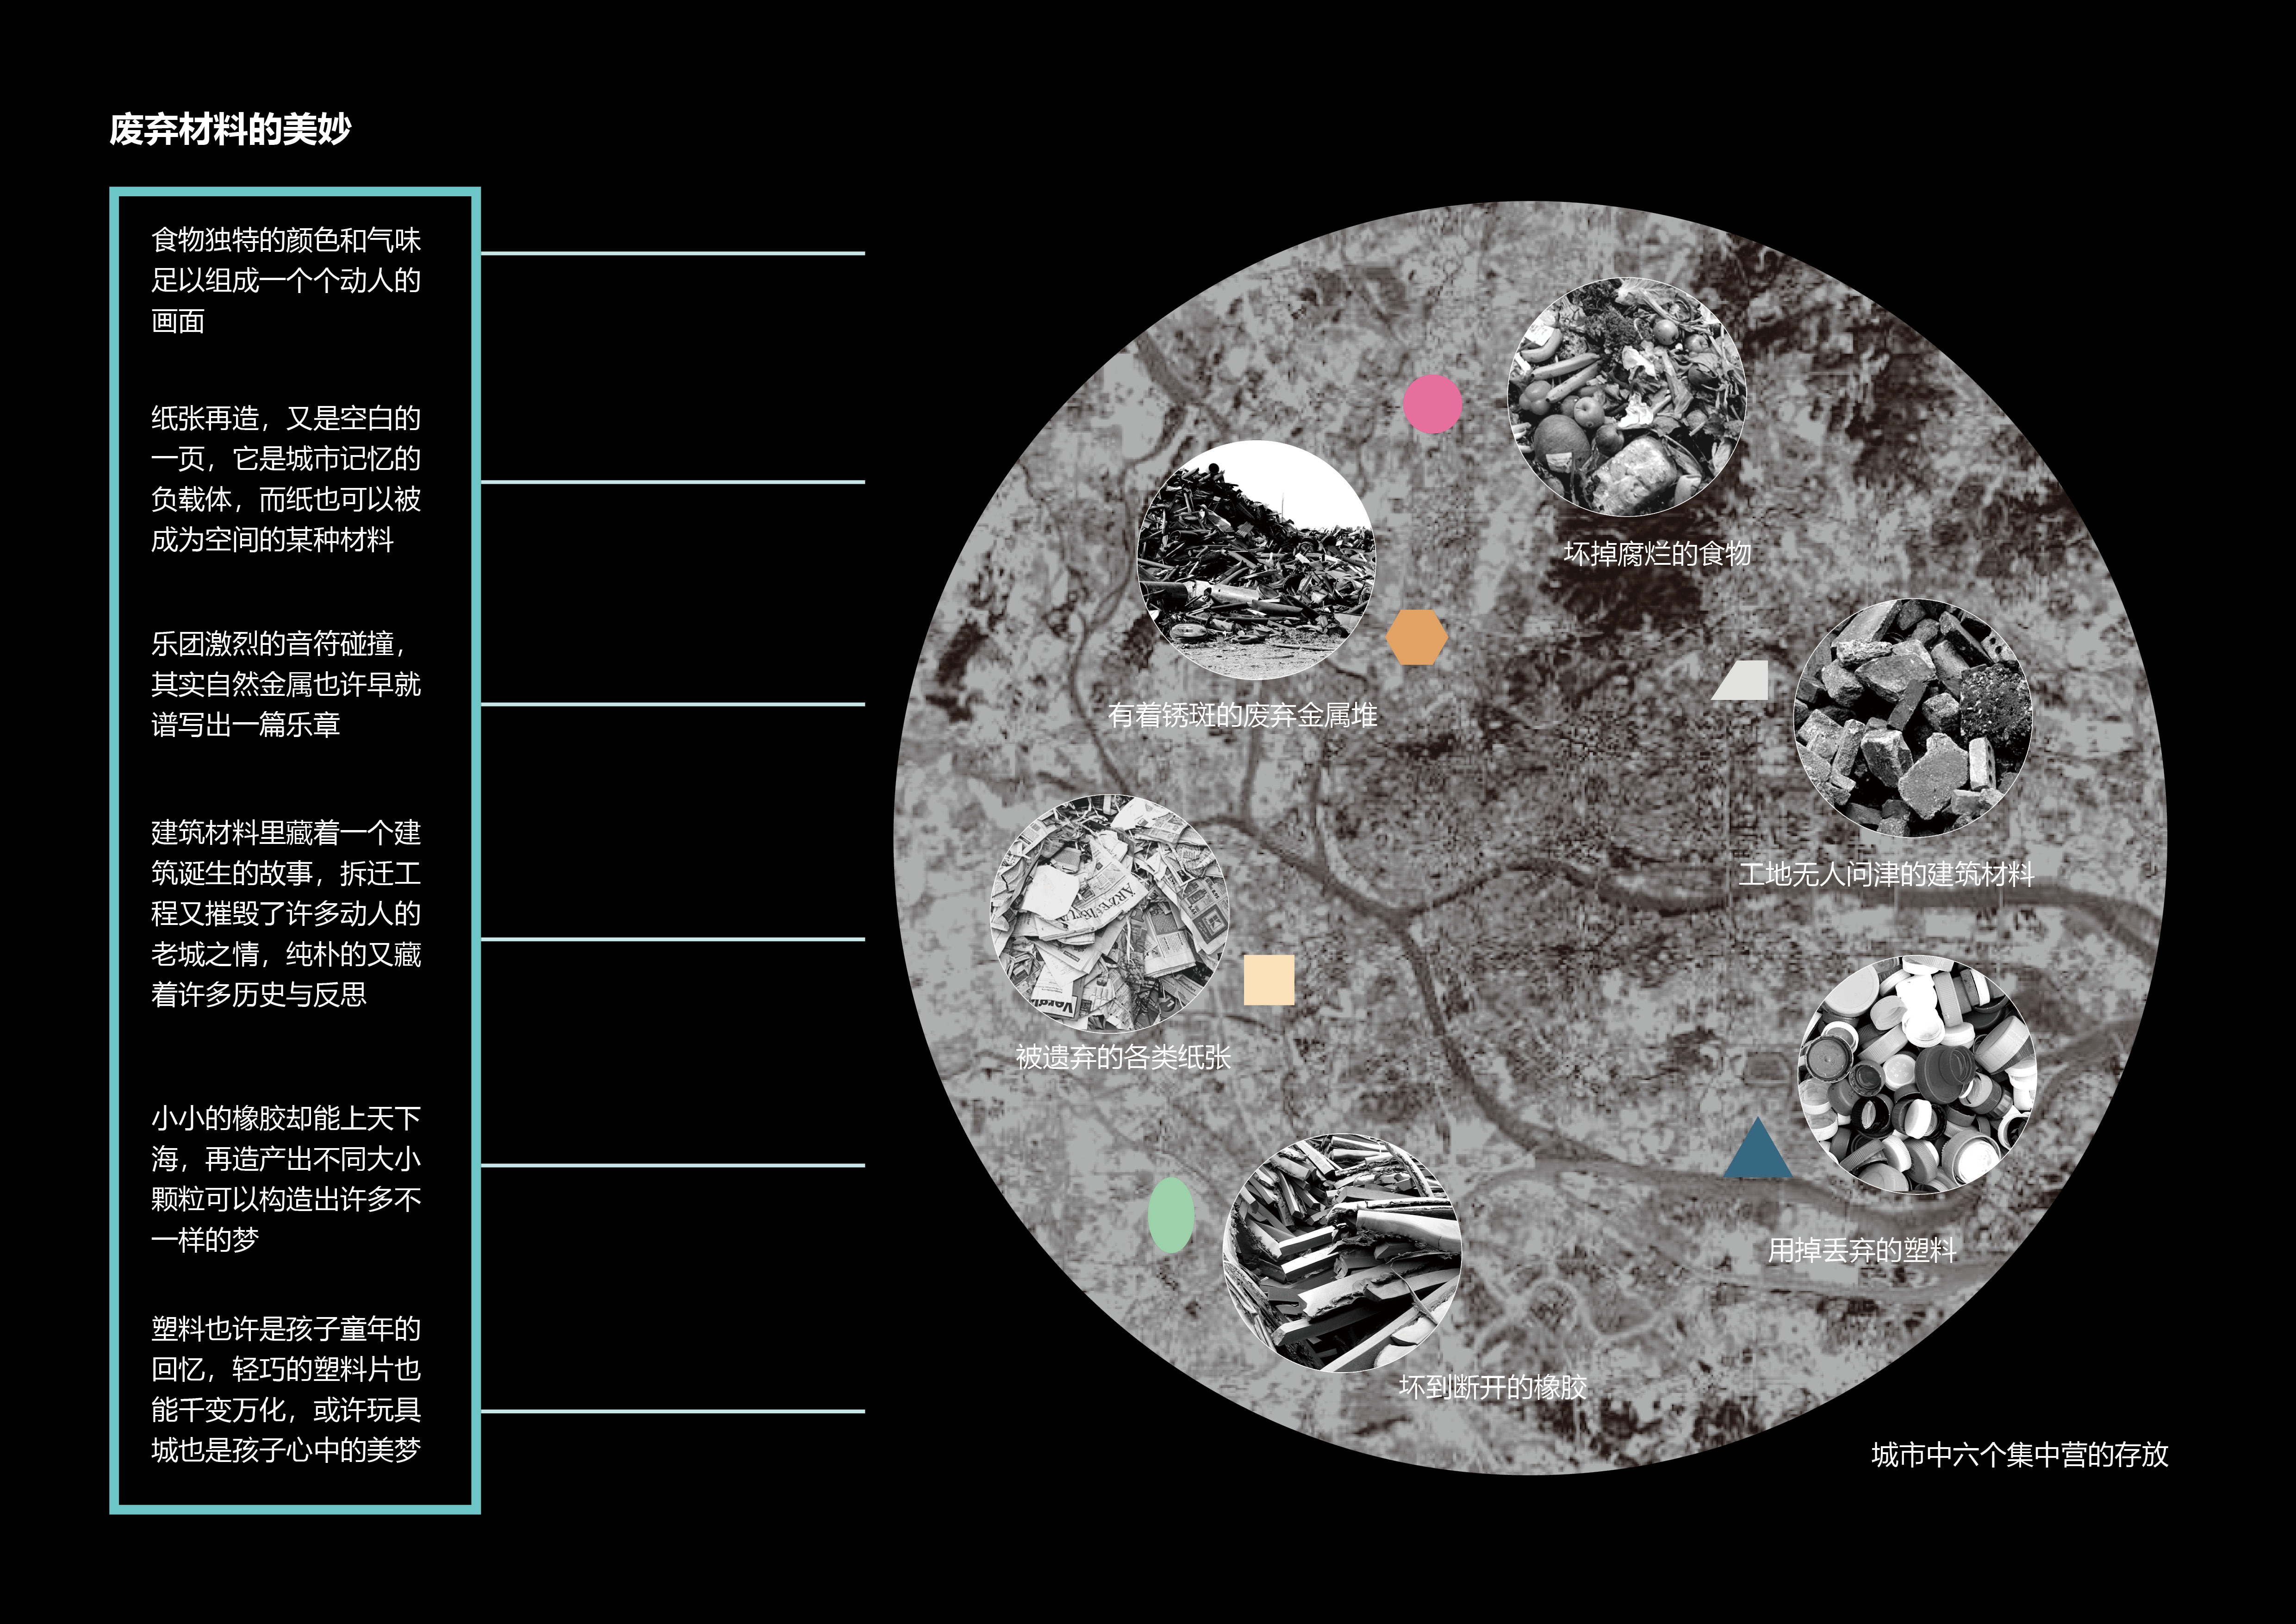 废弃材料的美妙
食物独特的颜色和气味
足以组成一个个动人的
画面
纸张再造，又是空白的
一页，它是城市记忆的
负载体，而纸也可以被
成为空间的某种材料
乐团激烈的音符碰撞，
其实自然金属也许早就
谱写出一篇乐章
建筑材料里藏着一个建
筑诞生的故事，拆迁工
程又摧毁了许多动人的
老城之情，纯朴的又藏
着许多历史与反思
小小的橡胶却能上天下
海，再造产出不同大小
颗粒可以构造出许多不
一样的梦
塑料也许是孩子童年的
回忆，轻巧的塑料片也
能千变万化，或许玩具
城也是孩子心中的美梦
坏掉腐烂的食物
有着锈斑的废弃金属堆
工地无人问津的建筑材料
被遗弃的各类纸张
用掉丢弃的塑料
坏到断开的橡胶
城市中六个集中营的存放